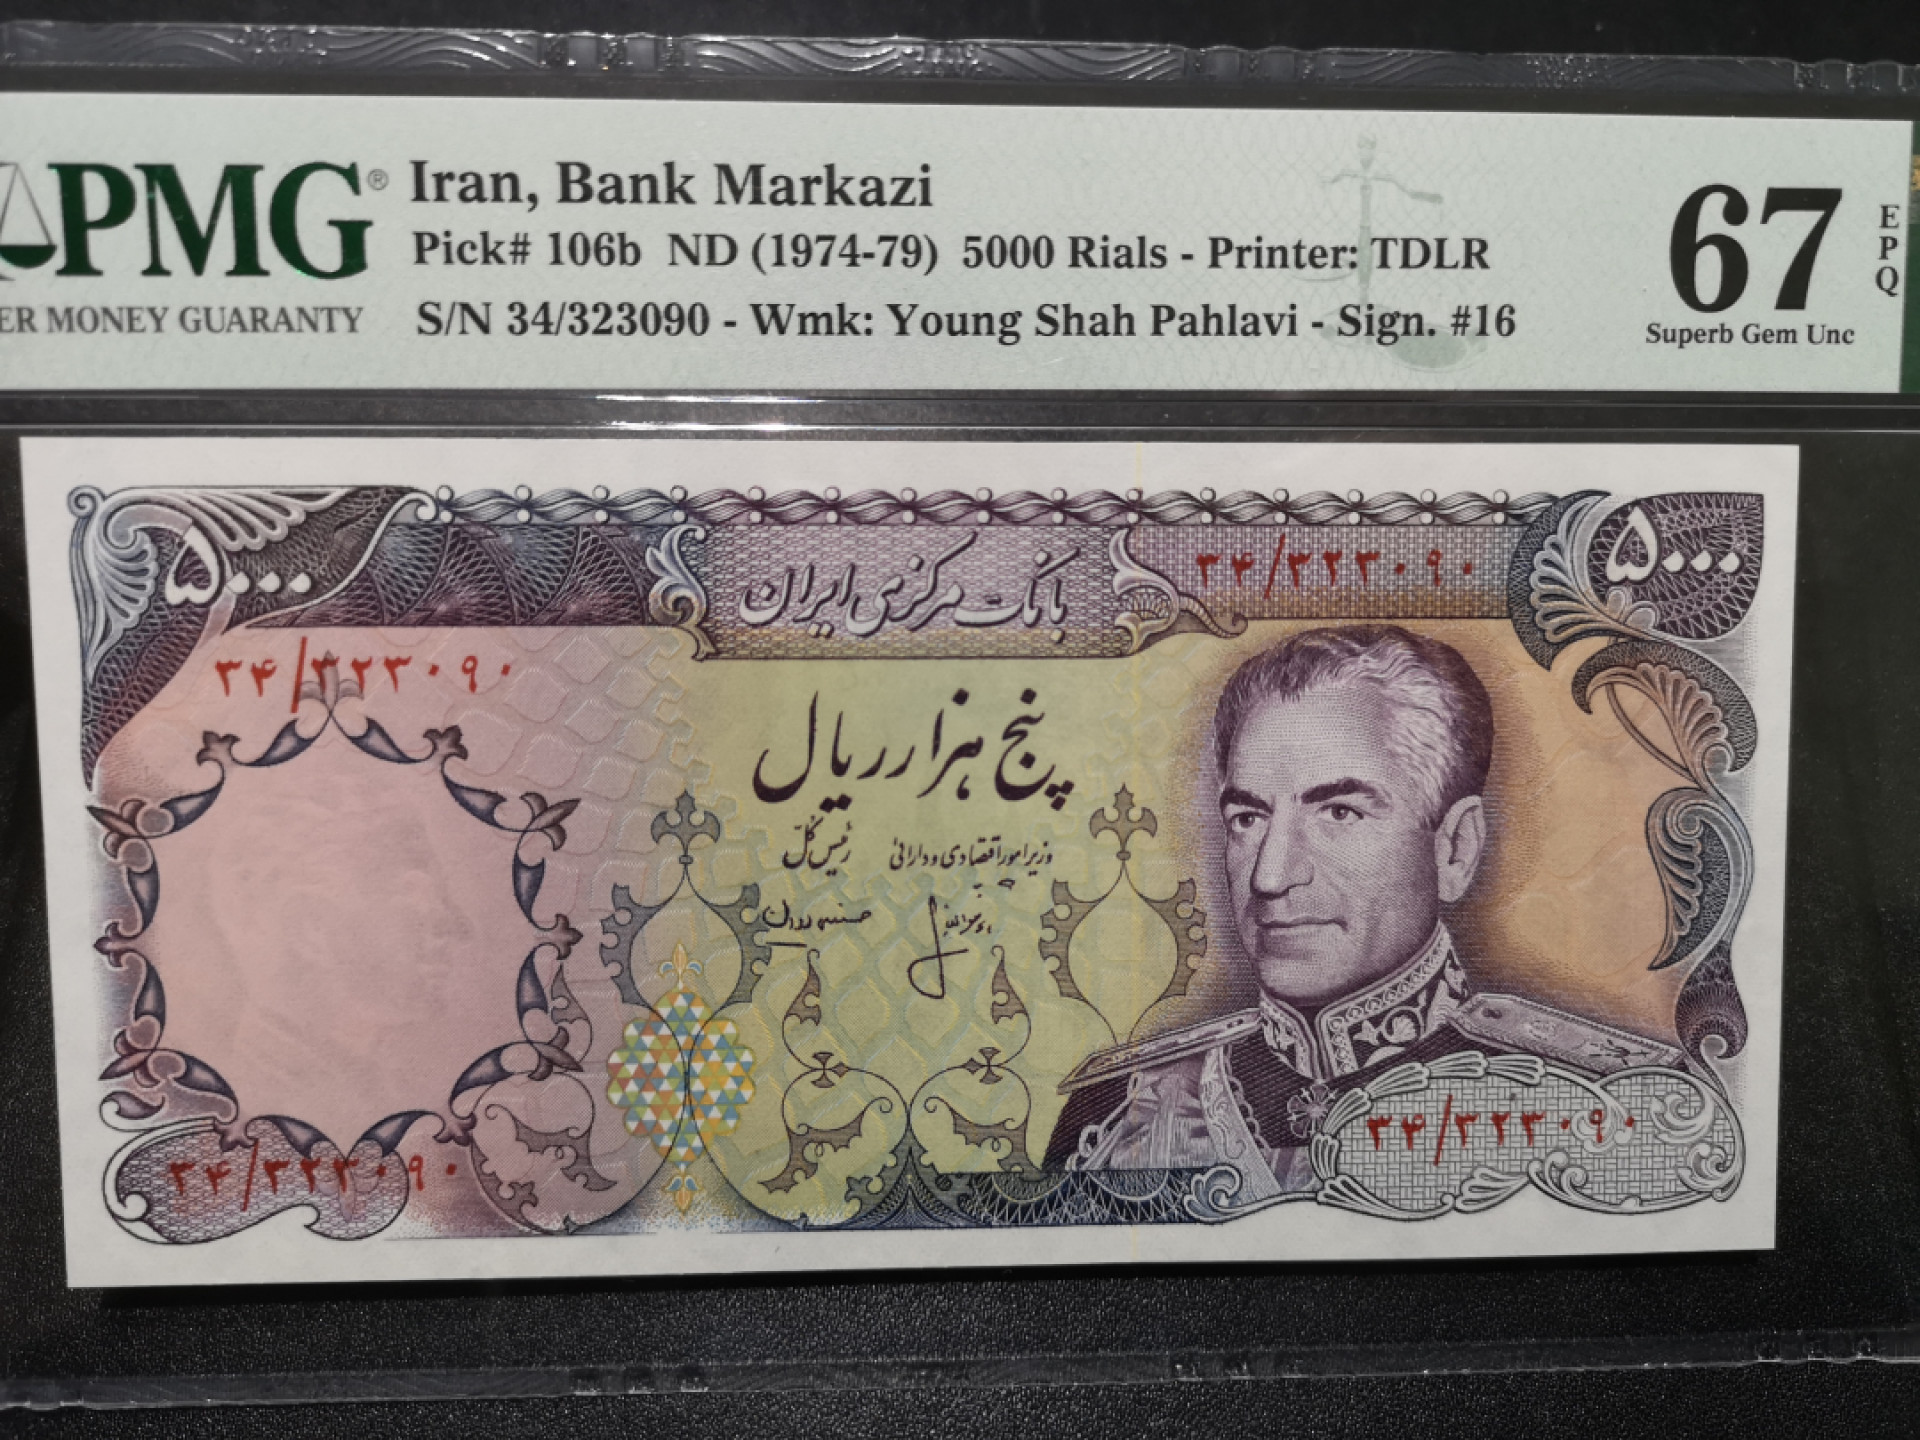 PMG®
ER MONEY GUARANTY
Iran, Bank Markazi
Pick# 106b ND (1974-79) 5000 Rials - Printer: TDLR
S/N 34/323090 - Wmk: Young Shah Pahlavi - Sign. #16
67
EPQ
Superb Gem Unc
۵۰۰۰
بانک مرکزی ایران
۳۴/۳۲۳۰۹۰
۵۰۰۰
۳۴/۳۲۳۰۹۰
پنج هزار ریال
وزیر امور اقتصادی و دارائی
رئیس کل
۳۴/۳۲۳۰۹۰
۳۴/۳۲۳۰۹۰